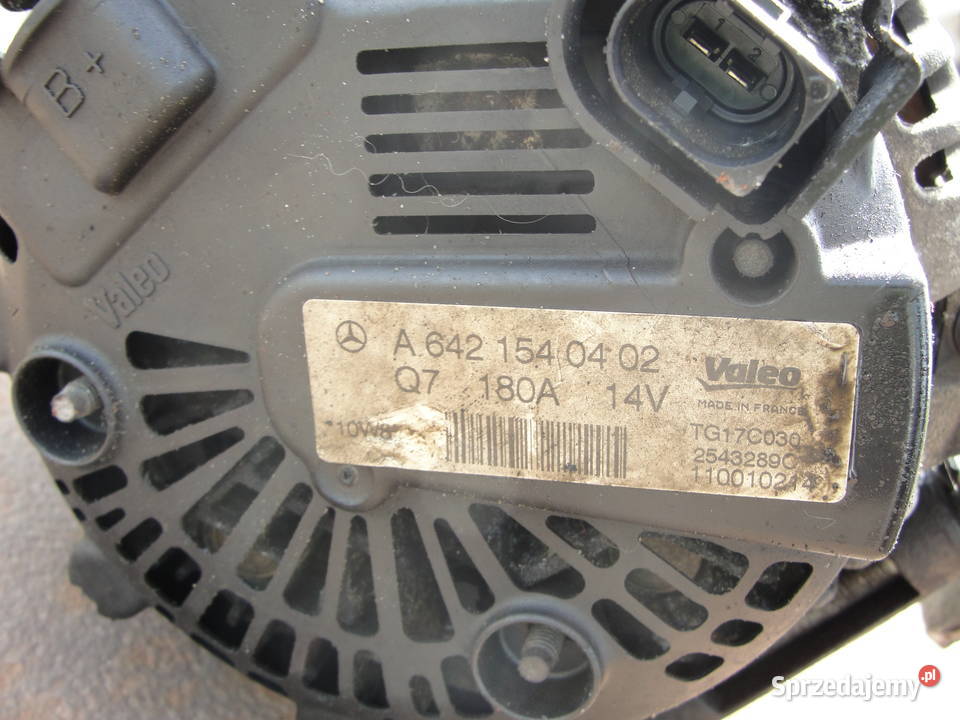 B+
1 2
Valeo
A 642 154 04 02
Q7 180A 14V
Valeo
MADE IN FRANCE
"10W8
TG17C030
2543289C
110010214
Sprzedajemy.pl